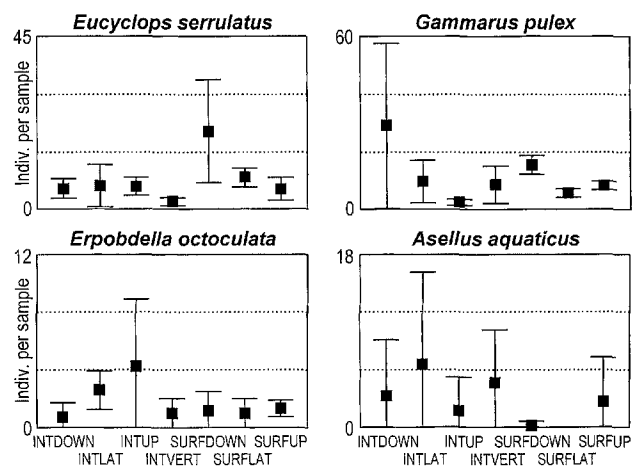 Eucyclops serrulatus
Gammarus pulex
45
Indiv. per sample
0
60
0
Erpobdella octoculata
Asellus aquaticus
12
Indiv. per sample
0
18
0
INTDOWN INTUP SURFDOWN SURFUP
INTLAT INTVERT SURFLAT
INTDOWN INTUP SURFDOWN SURFUP
INTLAT INTVERT SURFLAT